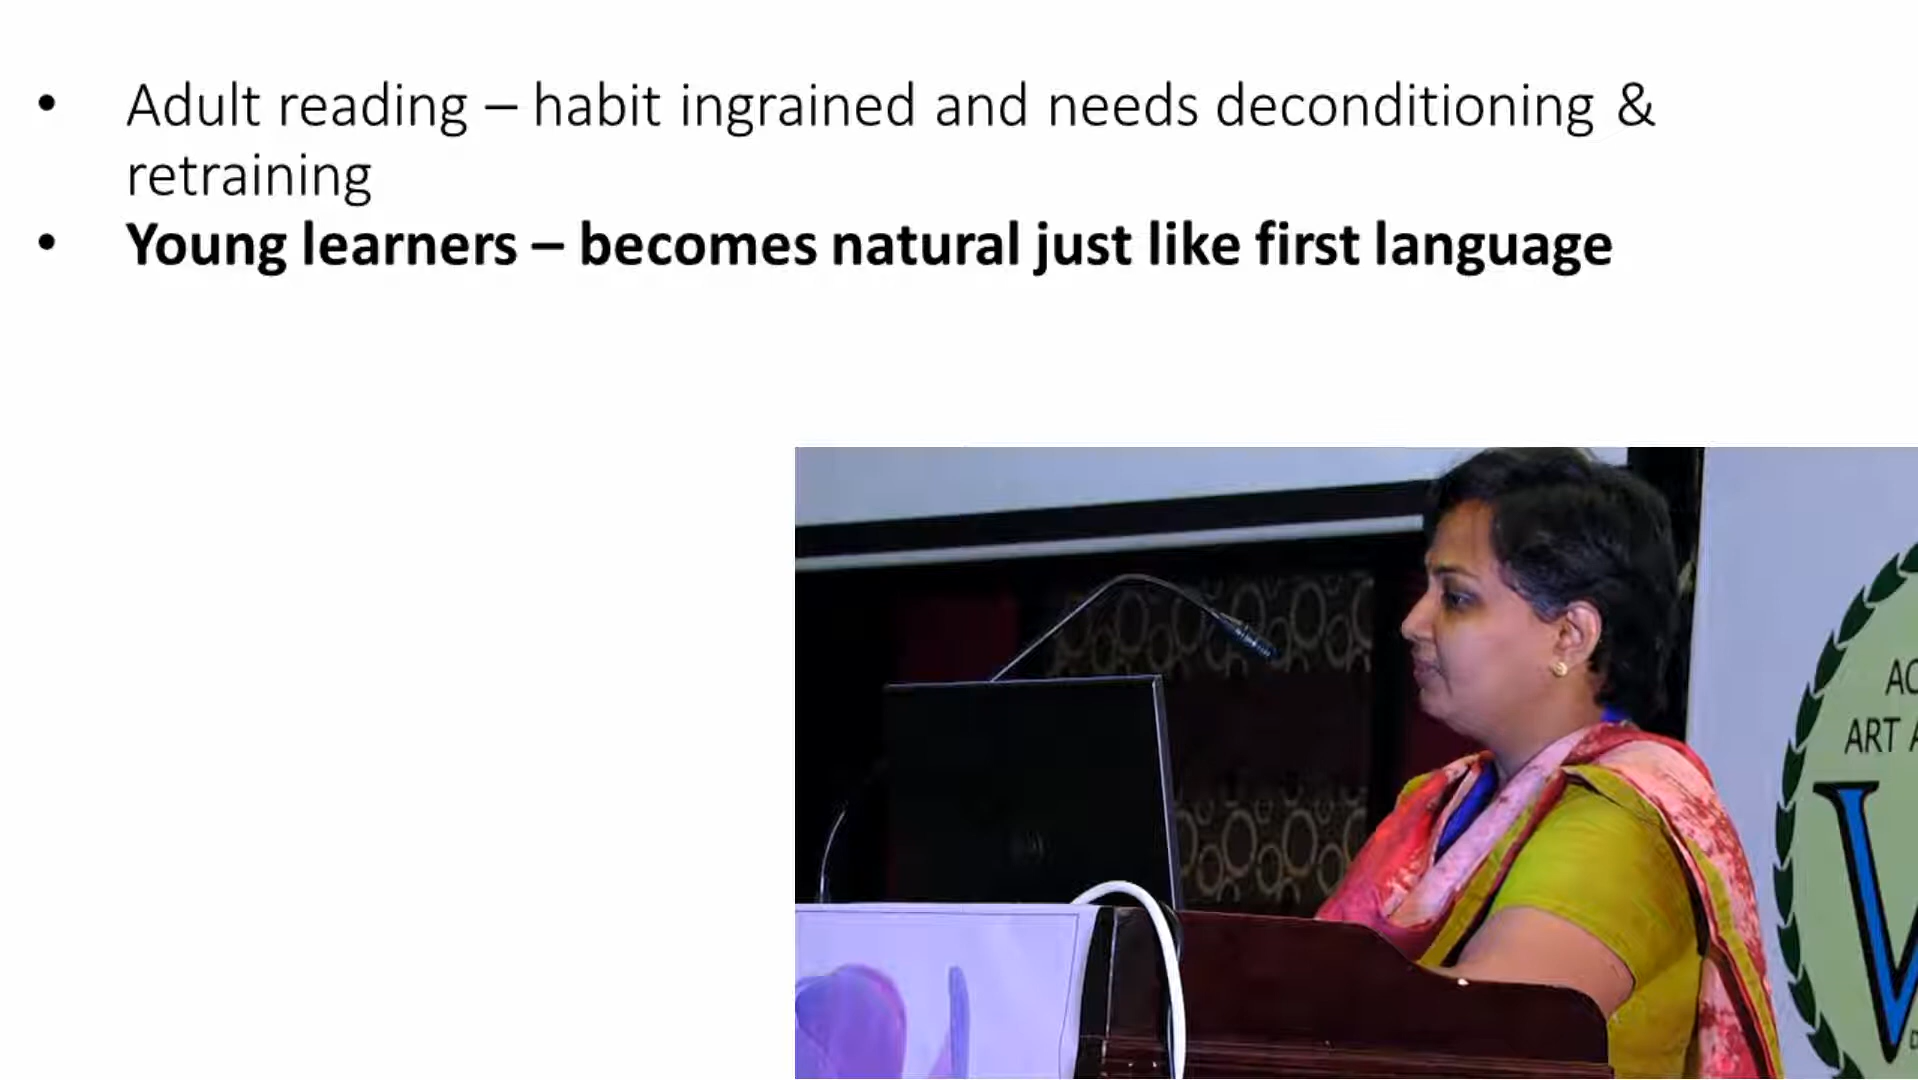 • Adult reading – habit ingrained and needs deconditioning &
retraining
• Young learners – becomes natural just like first language
ART